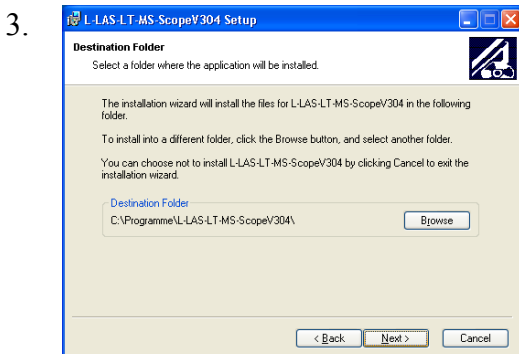 3.
L-LAS-LT-MS-ScopeV304 Setup
Destination Folder
Select a folder where the application will be installed.
The installation wizard will install the files for L-LAS-LT-MS-ScopeV304 in the following
folder.
To install into a different folder, click the Browse button, and select another folder.
You can choose not to install L-LAS-LT-MS-ScopeV304 by clicking Cancel to exit the
installation wizard.
Destination Folder
C:\Programme\L-LAS-LT-MS-ScopeV304\
Browse
< Back Next > Cancel